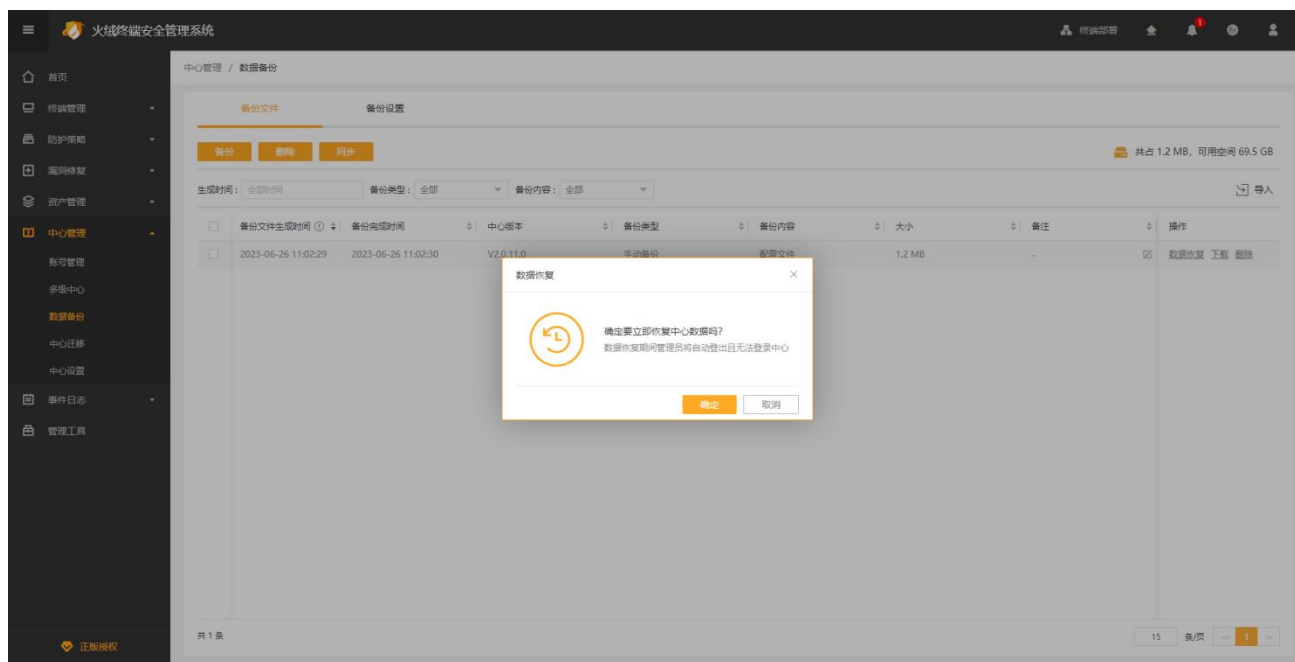 火绒终端安全管理系统
终端部署
1
首页
终端管理
防护策略
漏洞修复
资产管理
中心管理
账号管理
多级中心
数据备份
中心迁移
中心设置
事件日志
管理工具
正版授权
中心管理 / 数据备份
备份文件 备份设置
备份 删除 同步
共占 1.2 MB，可用空间 69.5 GB
生成时间： 全部时间 备份类型： 全部 备份内容： 全部
导入
备份文件生成时间 备份完成时间 中心版本 备份类型 备份内容 大小 备注 操作
2023-06-26 11:02:29 2023-06-26 11:02:30 V2.0.11.0 手动备份 配置文件 1.2 MB - 数据恢复 下载 删除
数据恢复
确定要立即恢复中心数据吗?
数据恢复期间管理员将自动登出且无法登录中心
确定 取消
共 1 条
15 条/页 1